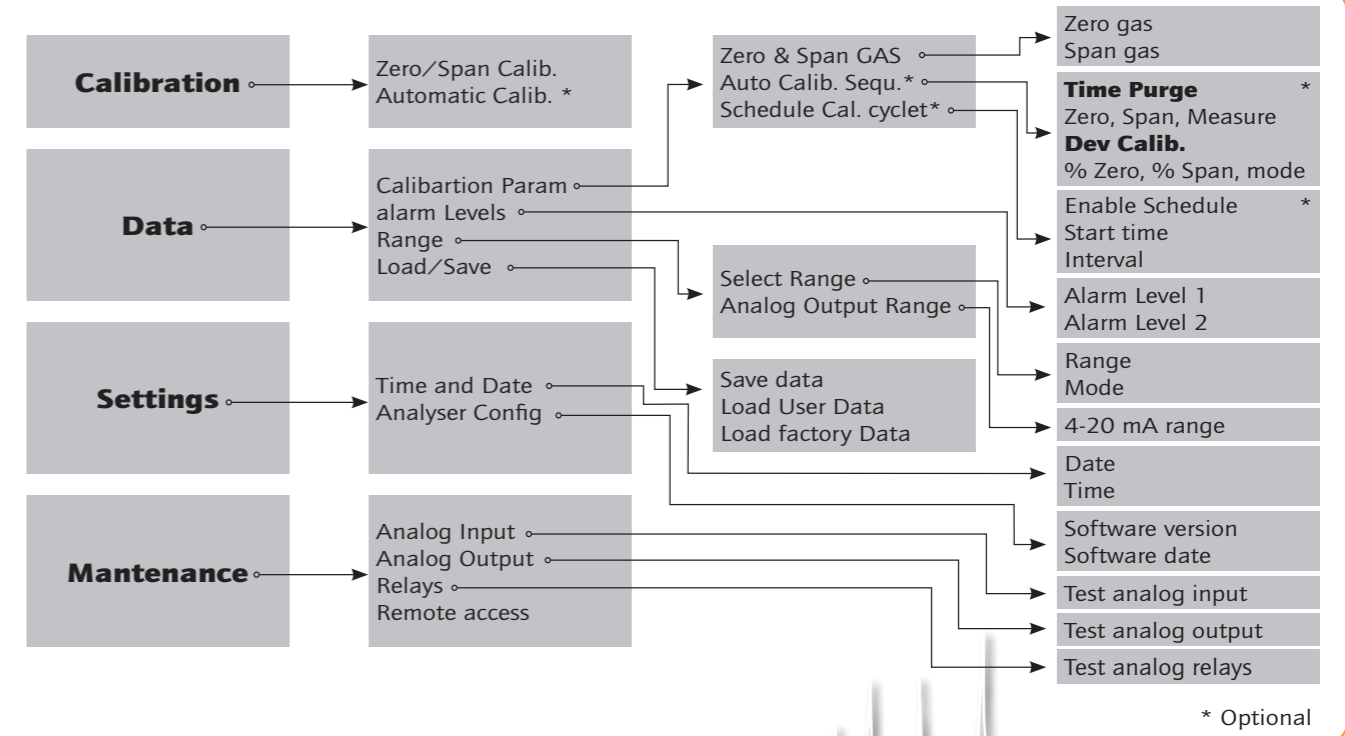 Calibration
Zero/Span Calib.
Automatic Calib. *
Data
Calibartion Param
alarm Levels
Range
Load/Save
Settings
Time and Date
Analyser Config
Mantenance
Analog Input
Analog Output
Relays
Remote access
Zero & Span GAS
Auto Calib. Sequ.*
Schedule Cal. cyclet*
Select Range
Analog Output Range
Save data
Load User Data
Load factory Data
Zero gas
Span gas
Time Purge *
Zero, Span, Measure
Dev Calib.
% Zero, % Span, mode
Enable Schedule *
Start time
Interval
Alarm Level 1
Alarm Level 2
Range
Mode
4-20 mA range
Date
Time
Software version
Software date
Test analog input
Test analog output
Test analog relays
* Optional